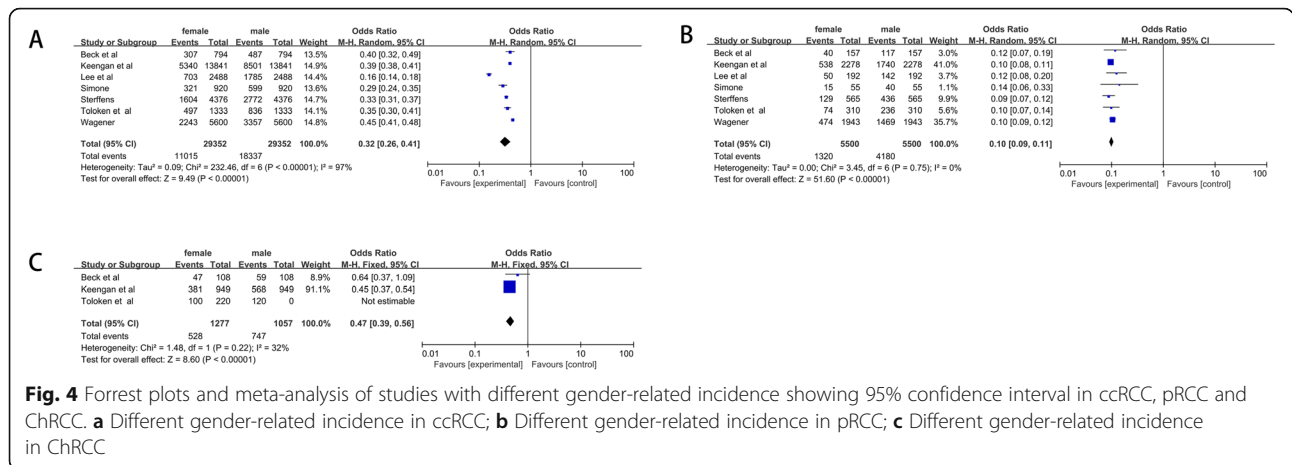 A
female male Odds Ratio Odds Ratio
Study or Subgroup Events Total Events Total Weight M-H. Random. 95% CI M-H. Random. 95% CI
Beck et al 307 794 487 794 13.5% 0.40 [0.32, 0.49]
Keengan et al 5340 13841 8501 13841 14.9% 0.39 [0.38, 0.41]
Lee et al 703 2488 1785 2488 14.4% 0.16 [0.14, 0.18]
Simone 321 920 599 920 13.7% 0.29 [0.24, 0.35]
Sterffens 1604 4376 2772 4376 14.7% 0.33 [0.31, 0.37]
Toloken et al 497 1333 836 1333 14.1% 0.35 [0.30, 0.41]
Wagener 2243 5600 3357 5600 14.8% 0.45 [0.41, 0.48]
Total (95% CI) 29352 29352 100.0% 0.32 [0.26, 0.41]
Total events 11015 18337
Heterogeneity: Tau² = 0.09; Chi² = 232.46, df = 6 (P < 0.00001); I² = 97%
Test for overall effect: Z = 9.49 (P < 0.00001)
0.01 0.1 1 10 100
Favours [experimental] Favours [control]
B
female male Odds Ratio Odds Ratio
Study or Subgroup Events Total Events Total Weight M-H. Random. 95% CI M-H. Random. 95% CI
Beck et al 40 157 117 157 3.0% 0.12 [0.07, 0.19]
Keengan et al 538 2278 1740 2278 41.0% 0.10 [0.08, 0.11]
Lee et al 50 192 142 192 3.7% 0.12 [0.08, 0.20]
Simone 15 55 40 55 1.1% 0.14 [0.06, 0.33]
Sterffens 129 565 436 565 9.9% 0.09 [0.07, 0.12]
Toloken et al 74 310 236 310 5.6% 0.10 [0.07, 0.14]
Wagener 474 1943 1469 1943 35.7% 0.10 [0.09, 0.12]
Total (95% CI) 5500 5500 100.0% 0.10 [0.09, 0.11]
Total events 1320 4180
Heterogeneity: Tau² = 0.00; Chi² = 3.45, df = 6 (P = 0.75); I² = 0%
Test for overall effect: Z = 51.60 (P < 0.00001)
0.01 0.1 1 10 100
Favours [experimental] Favours [control]
C
female male Odds Ratio Odds Ratio
Study or Subgroup Events Total Events Total Weight M-H. Fixed. 95% CI M-H. Fixed. 95% CI
Beck et al 47 108 59 108 8.9% 0.64 [0.37, 1.09]
Keengan et al 381 949 568 949 91.1% 0.45 [0.37, 0.54]
Toloken et al 100 220 120 0 Not estimable
Total (95% CI) 1277 1057 100.0% 0.47 [0.39, 0.56]
Total events 528 747
Heterogeneity: Chi² = 1.48, df = 1 (P = 0.22); I² = 32%
Test for overall effect: Z = 8.60 (P < 0.00001)
0.01 0.1 1 10 100
Favours [experimental] Favours [control]
Fig. 4 Forrest plots and meta-analysis of studies with different gender-related incidence showing 95% confidence interval in ccRCC, pRCC and
ChRCC. a Different gender-related incidence in ccRCC; b Different gender-related incidence in pRCC; c Different gender-related incidence
in ChRCC